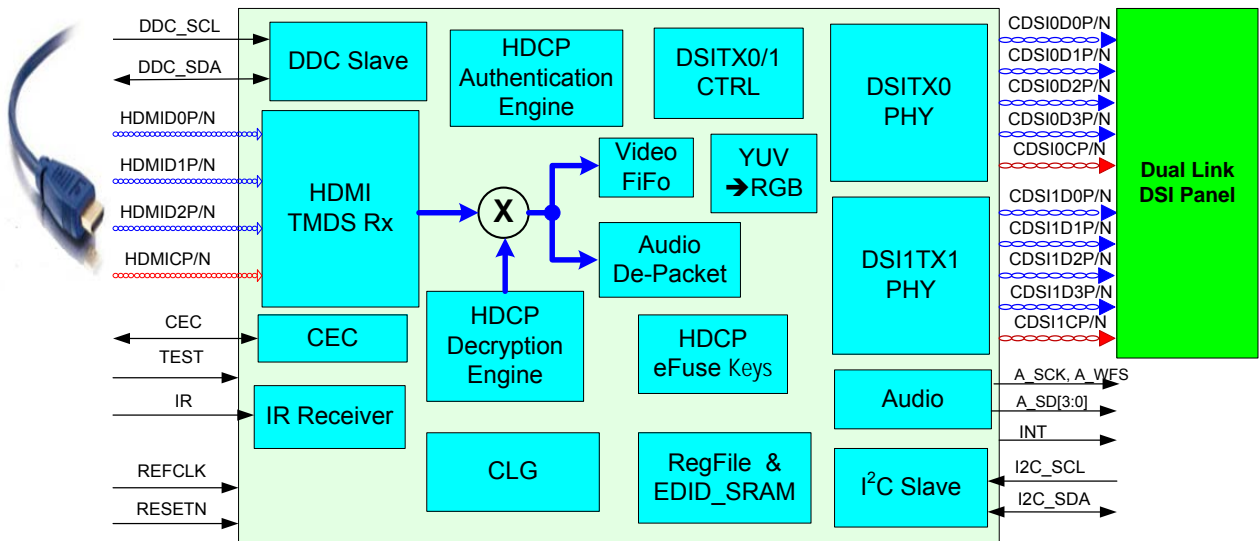 DDC_SCL
DDC_SDA
HDMID0P/N
HDMID1P/N
HDMID2P/N
HDMICP/N
CEC
TEST
IR
REFCLK
RESETN
DDC Slave
HDMI
TMDS Rx
CEC
IR Receiver
HDCP
Authentication
Engine
X
HDCP
Decryption
Engine
CLG
DSITX0/1
CTRL
Video
FiFo
YUV
➔RGB
Audio
De-Packet
HDCP
eFuse Keys
RegFile &
EDID_SRAM
DSITX0
PHY
DSI1TX1
PHY
Audio
I²C Slave
CDSI0D0P/N
CDSI0D1P/N
CDSI0D2P/N
CDSI0D3P/N
CDSI0CP/N
CDSI1D0P/N
CDSI1D1P/N
CDSI1D2P/N
CDSI1D3P/N
CDSI1CP/N
A_SCK, A_WFS
A_SD[3:0]
INT
I2C_SCL
I2C_SDA
Dual Link
DSI Panel